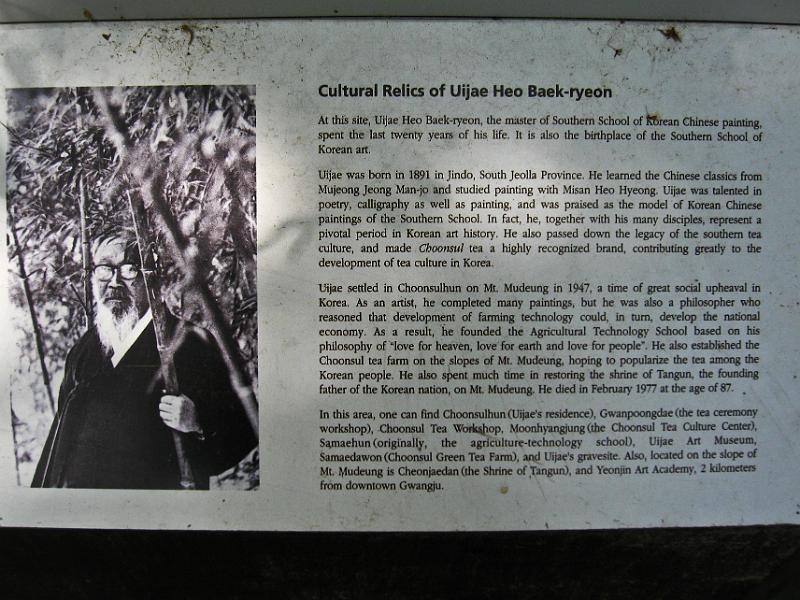 Cultural Relics of Uijae Heo Baek-ryeon
At this site, Uijae Heo Baek-ryeon, the master of Southern School of Korean Chinese painting,
spent the last twenty years of his life. It is also the birthplace of the Southern School of
Korean art.
Uijae was born in 1891 in Jindo, South Jeolla Province. He learned the Chinese classics from
Mujeong Jeong Man-jo and studied painting with Misan Heo Hyeong. Uijae was talented in
poetry, calligraphy as well as painting, and was praised as the model of Korean Chinese
paintings of the Southern School. In fact, he, together with his many disciples, represent a
pivotal period in Korean art history. He also passed down the legacy of the southern tea
culture, and made Choonsul tea a highly recognized brand, contributing greatly to the
development of tea culture in Korea.
Uijae settled in Choonsulhun on Mt. Mudeung in 1947, a time of great social upheaval in
Korea. As an artist, he completed many paintings, but he was also a philosopher who
reasoned that development of farming technology could, in turn, develop the national
economy. As a result, he founded the Agricultural Technology School based on his
philosophy of "love for heaven, love for earth and love for people". He also established the
Choonsul tea farm on the slopes of Mt. Mudeung, hoping to popularize the tea among the
Korean people. He also spent much time in restoring the shrine of Tangun, the founding
father of the Korean nation, on Mt. Mudeung. He died in February 1977 at the age of 87.
In this area, one can find Choonsulhun (Uijae's residence), Gwanpoongdae (the tea ceremony
workshop), Choonsul Tea Workshop, Moonhyangjung (the Choonsul Tea Culture Center),
Samaehun (originally, the agriculture-technology school), Uijae Art Museum,
Samaedawon (Choonsul Green Tea Farm), and Uijae's gravesite. Also, located on the slope of
Mt. Mudeung is Cheonjaedan (the Shrine of Tangun), and Yeonjin Art Academy, 2 kilometers
from downtown Gwangju.